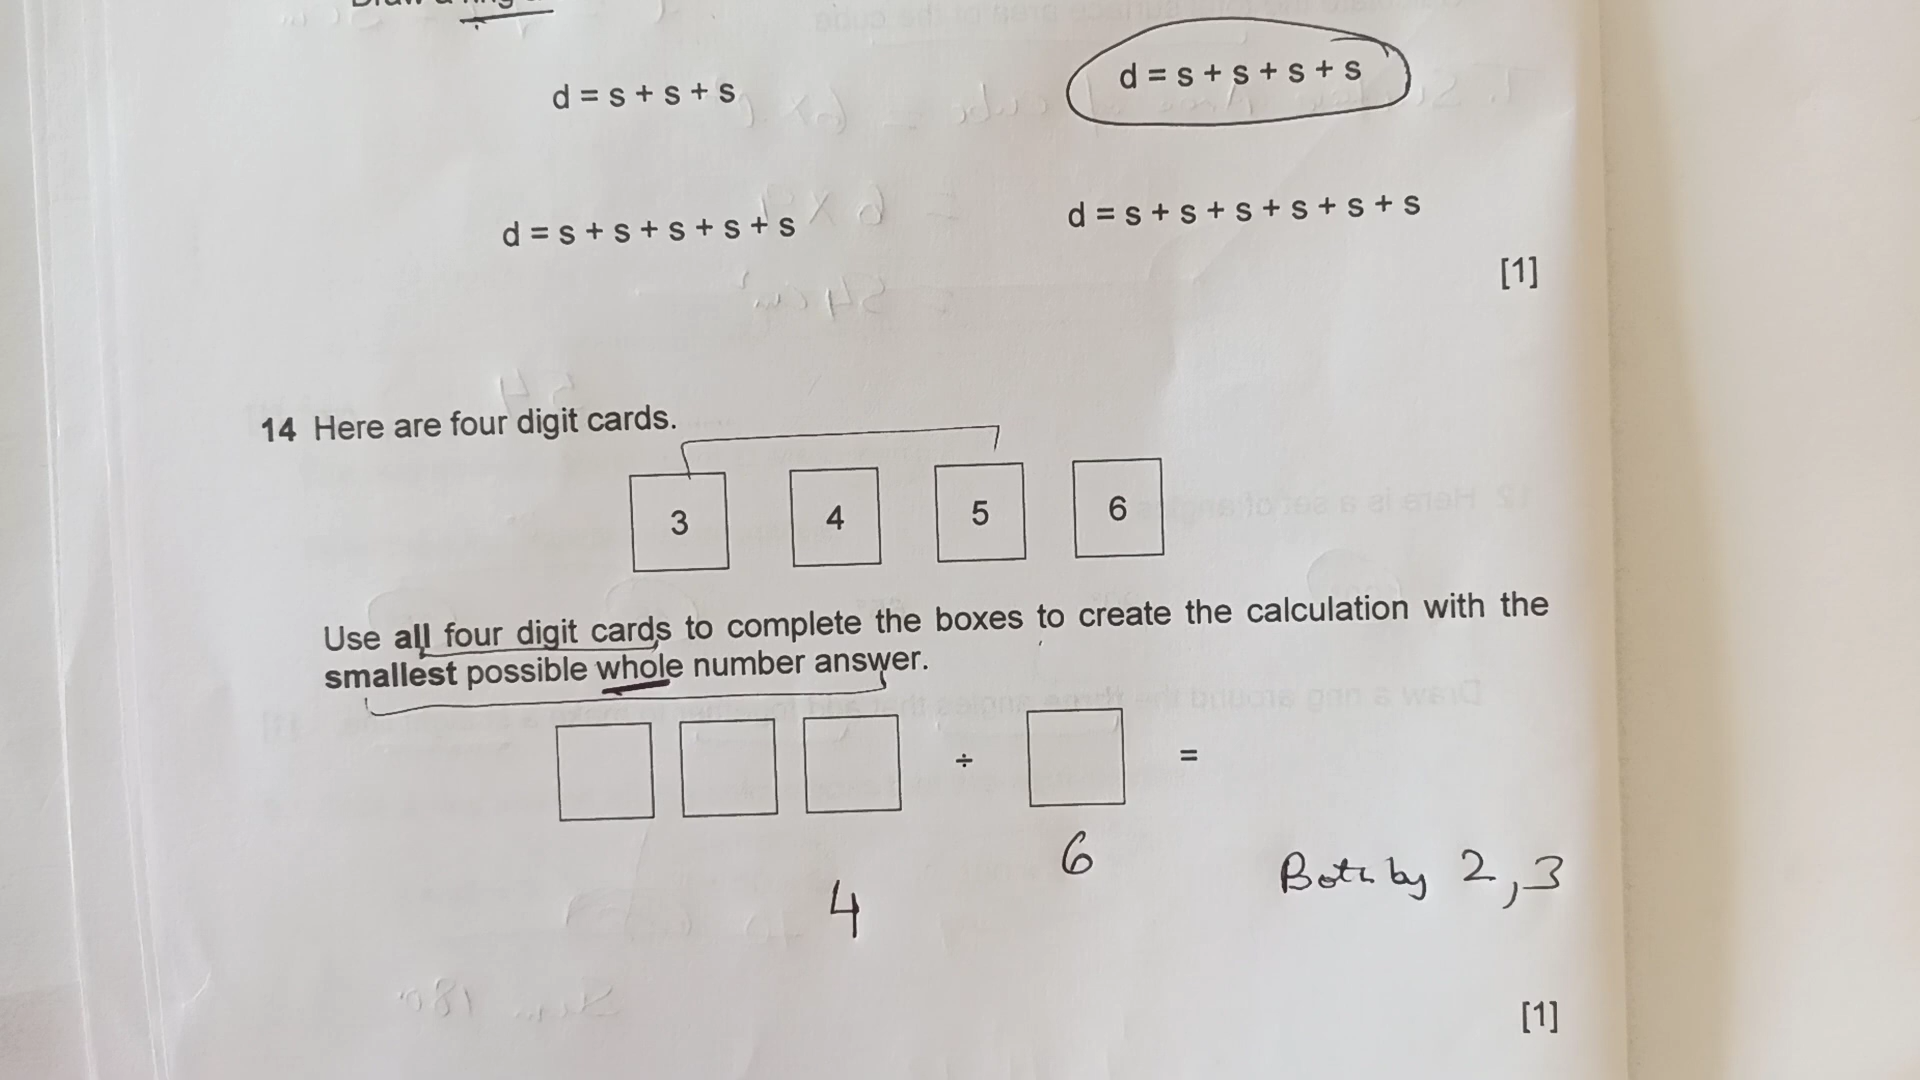 d = s + s + s
d = s + s + s + s
d = s + s + s + s + s
d = s + s + s + s + s + s
[1]
14 Here are four digit cards.
3 4 5 6
Use all four digit cards to complete the boxes to create the calculation with the
smallest possible whole number answer.
÷ =
6
4
Both by 2, 3
[1]